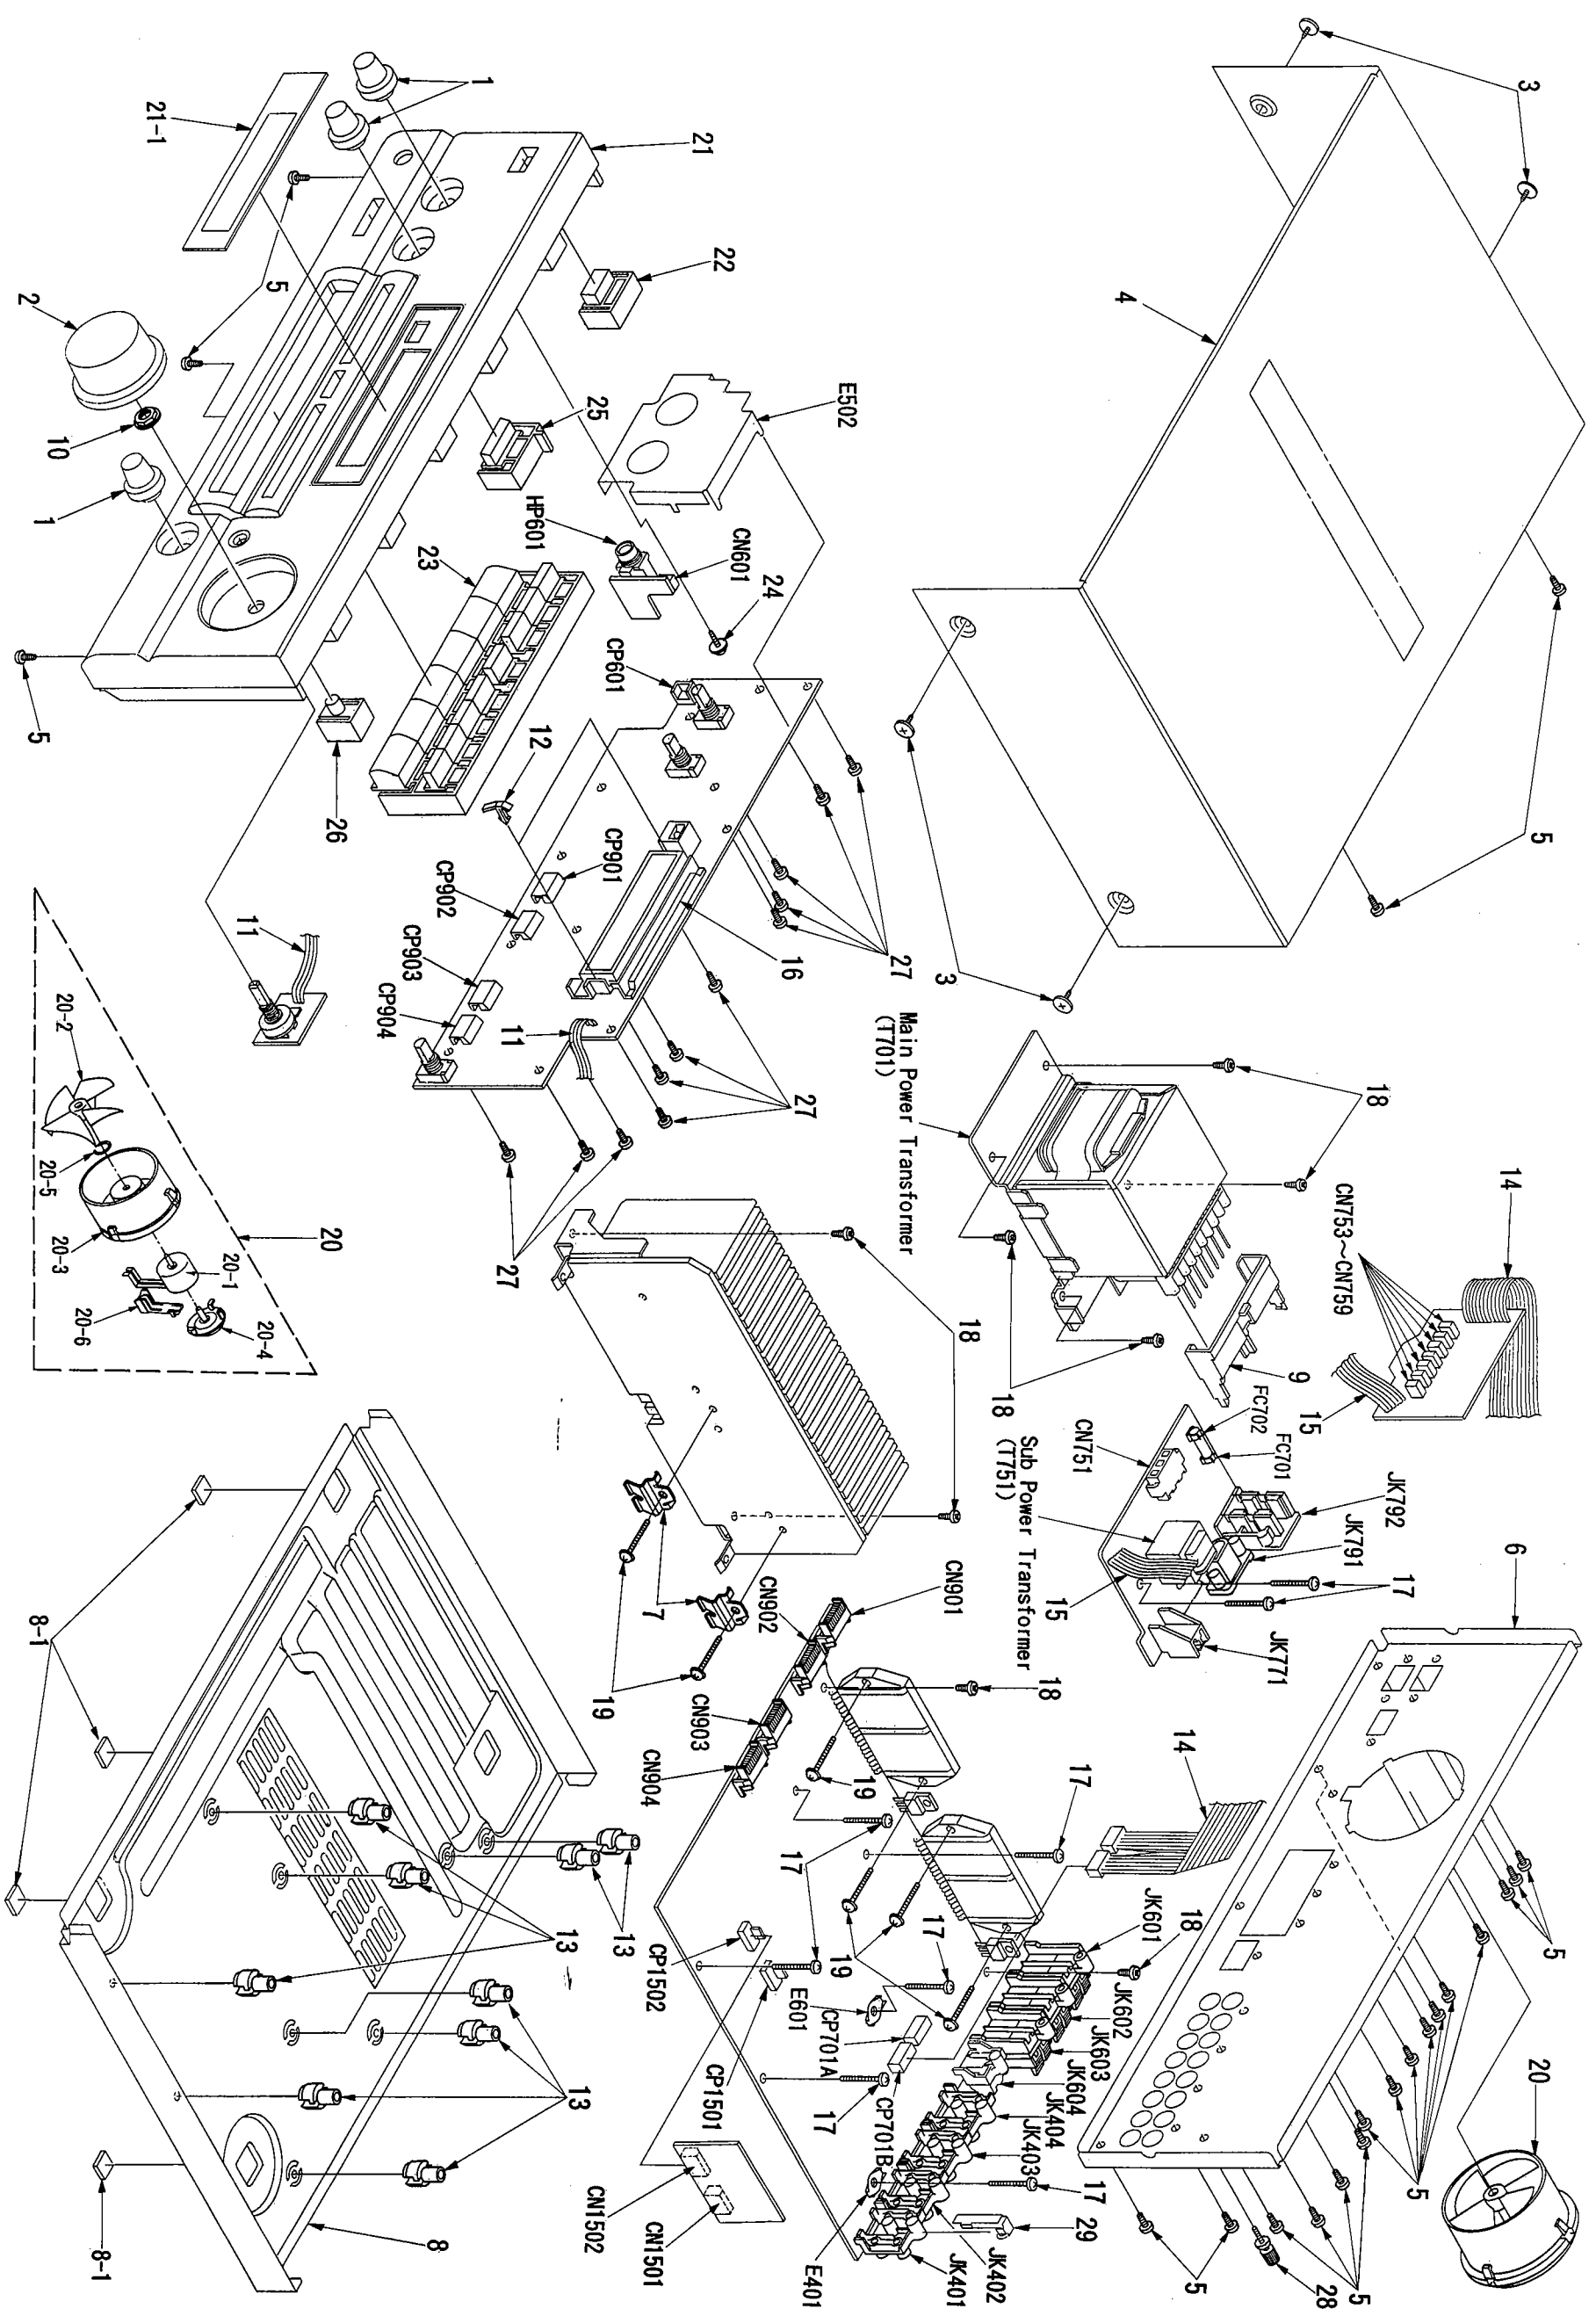 3
3
4
5
21
1
21-1
5
2
10
1
5
22
25
E502
HP601
CN601
24
23
26
CP601
12
CP901
CP902
CP903
CP904
16
11
11
27
27
27
27
3
Main Power Transformer
(T701)
18
18
14
CN753~CN759
15
9
FC702
FC701
CN751
Sub Power Transformer
(T751)
JK792
JK791
15
17
JK771
6
20
20-2
20-5
20-3
20-1
20-6
20-4
18
7
19
CN901
CN902
CN903
CN904
18
19
17
17
14
19
17
18
JK601
JK602
JK603
JK604
JK404
JK403
JK402
JK401
CP1502
CP1501
E601
CP701A
CP701B
17
17
29
E401
CN1502
CN1501
5
5
5
5
5
28
20
8-1
8-1
8
13
13
13